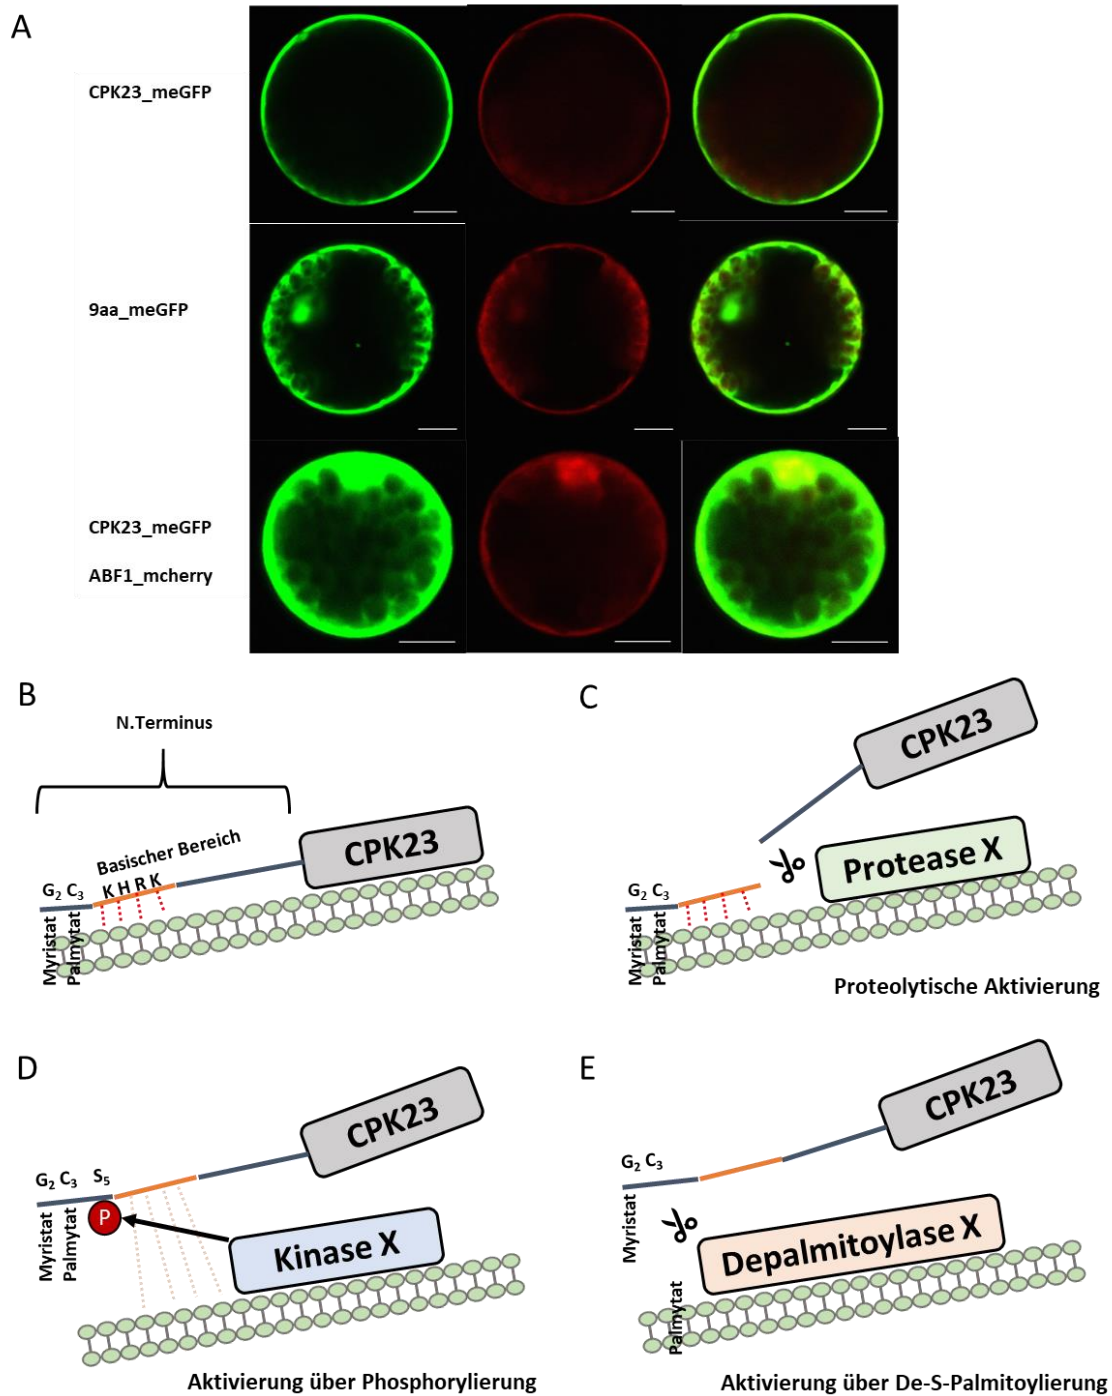 A
CPK23_meGFP
9aa_meGFP
CPK23_meGFP
ABF1_mcherry
B
N.Terminus
Basischer Bereich
G2 C3
K H R K
CPK23
Myristat
Palmytat
C
CPK23
Protease X
G2 C3
Myristat
Palmytat
Proteolytische Aktivierung
D
CPK23
G2 C3 S5
P
Myristat
Palmytat
Kinase X
Aktivierung über Phosphorylierung
E
CPK23
G2 C3
Myristat
Depalmitoylase X
Palmytat
Aktivierung über De-S-Palmitoylierung